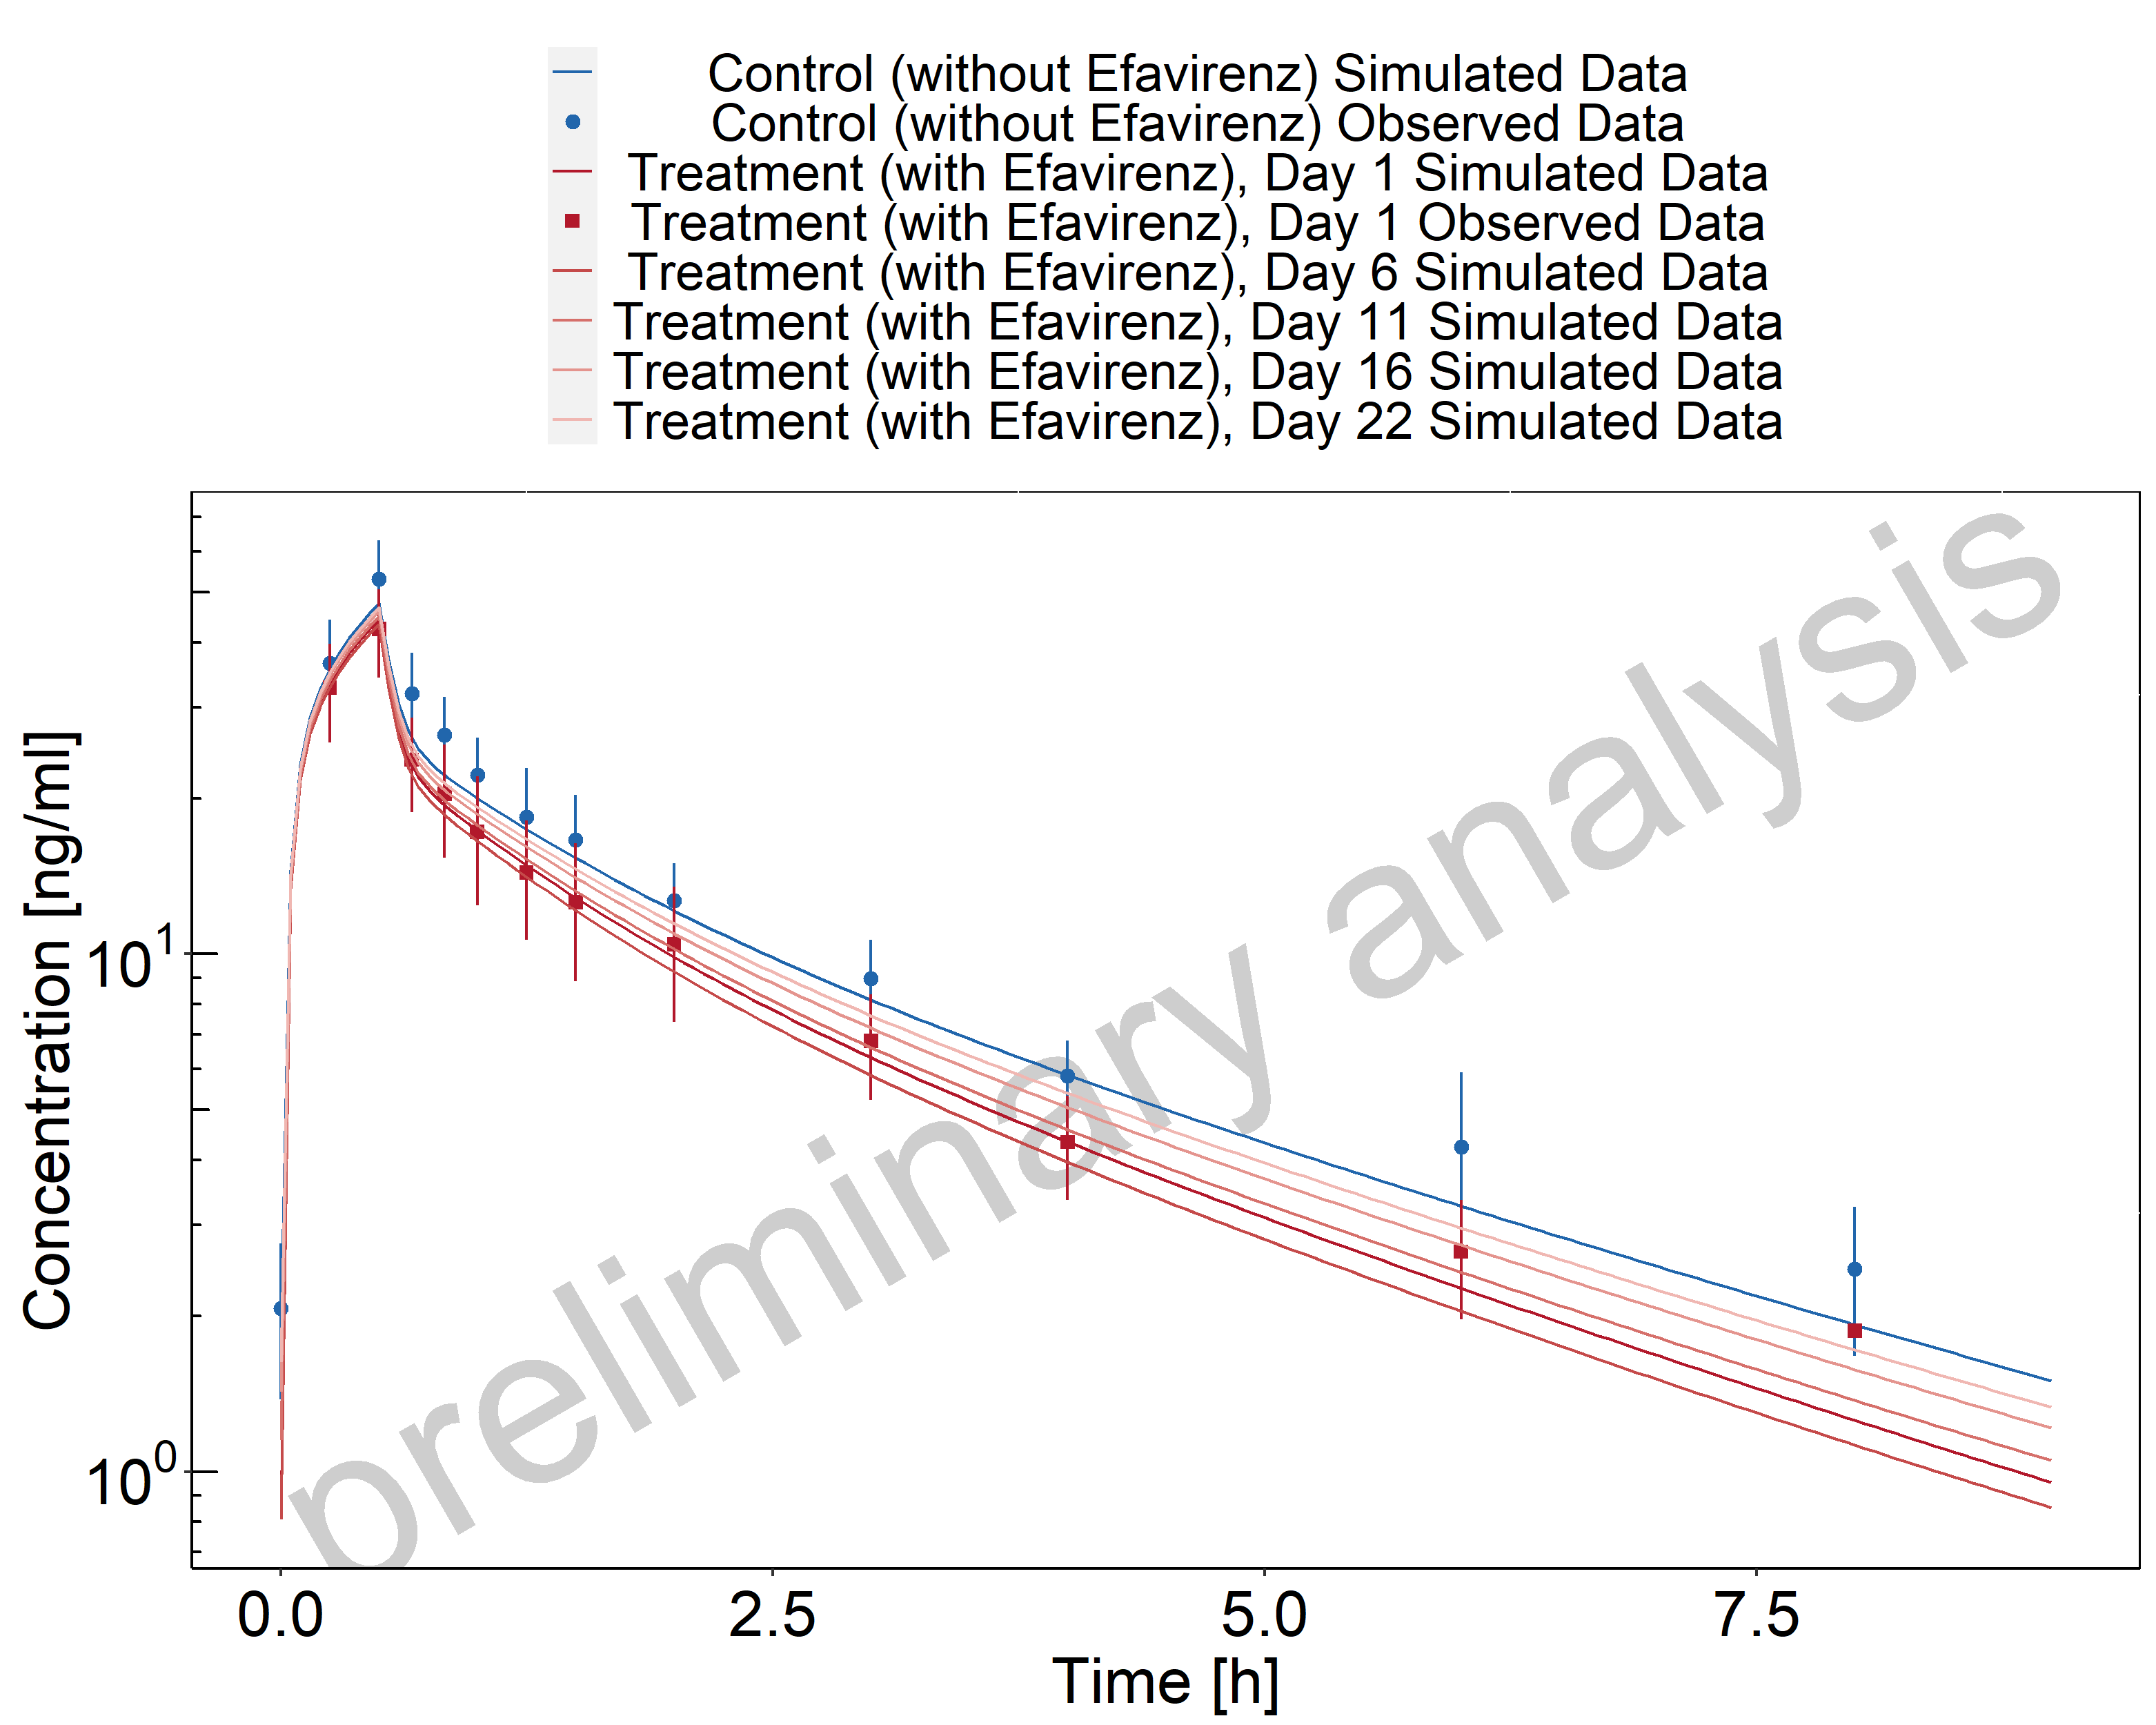 Control (without Efavirenz) Simulated Data
Control (without Efavirenz) Observed Data
Treatment (with Efavirenz), Day 1 Simulated Data
Treatment (with Efavirenz), Day 1 Observed Data
Treatment (with Efavirenz), Day 6 Simulated Data
Treatment (with Efavirenz), Day 11 Simulated Data
Treatment (with Efavirenz), Day 16 Simulated Data
Treatment (with Efavirenz), Day 22 Simulated Data
Concentration [ng/ml]
10¹
10⁰
preliminary analysis
0.0 2.5 5.0 7.5
Time [h]